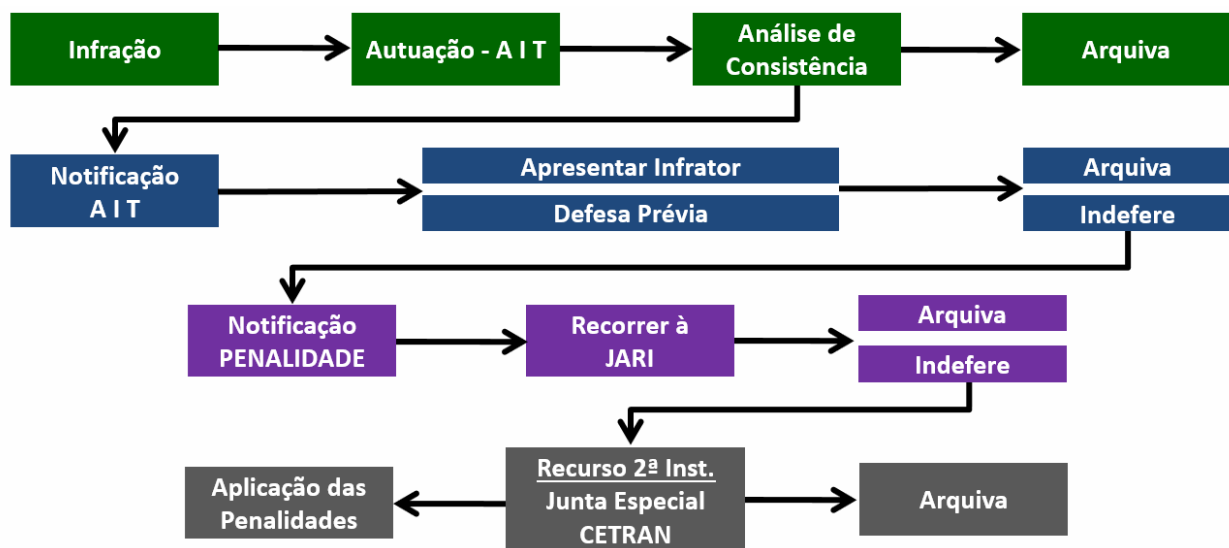 Infração
Autuação - A I T
Análise de
Consistência
Arquiva
Notificação
A I T
Apresentar Infrator
Defesa Prévia
Arquiva
Indefere
Notificação
PENALIDADE
Recorrer à
JARI
Arquiva
Indefere
Aplicação das
Penalidades
Recurso 2ª Inst.
Junta Especial
CETRAN
Arquiva